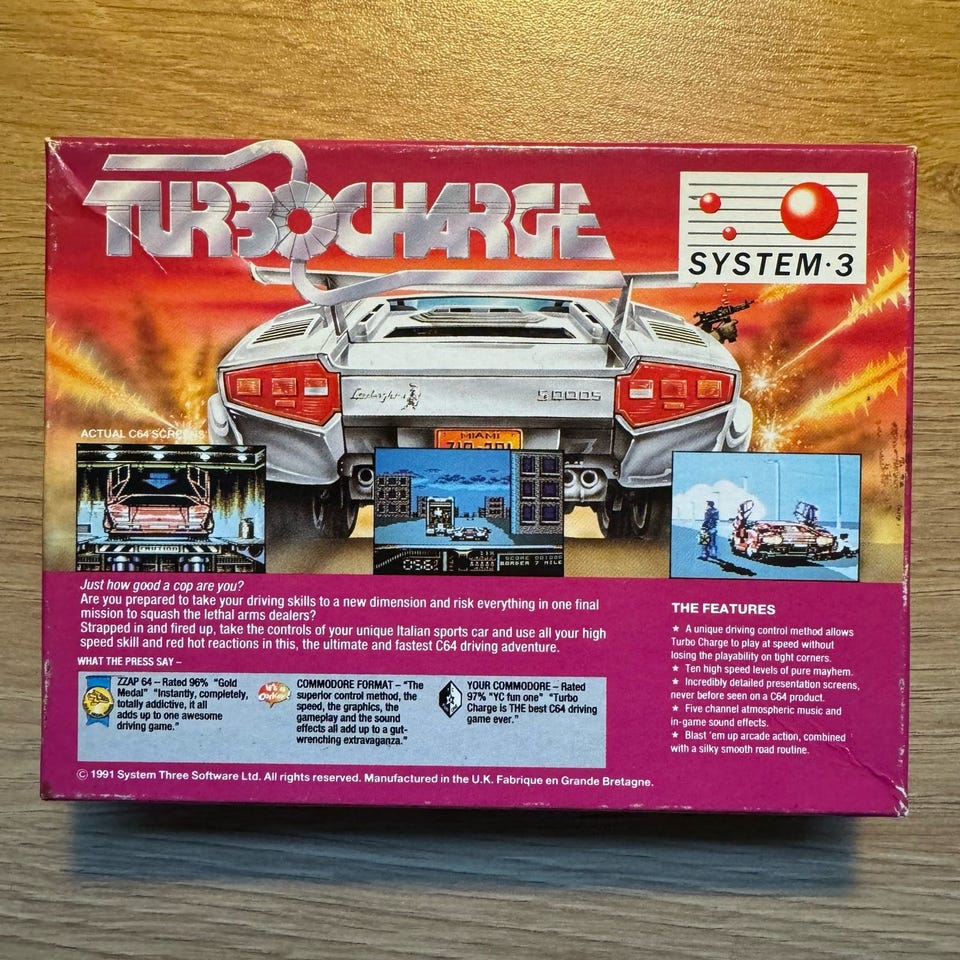 TURBOCHARGE
SYSTEM·3
Lamborghini
5000S
MIAMI
ACTUAL C64 SCREENS
CAUTION
SCORE
BORDER 7 MILE
Just how good a cop are you?
Are you prepared to take your driving skills to a new dimension and risk everything in one final
mission to squash the lethal arms dealers?
Strapped in and fired up, take the controls of your unique Italian sports car and use all your high
speed skill and red hot reactions in this, the ultimate and fastest C64 driving adventure.
WHAT THE PRESS SAY –
ZZAP 64 – Rated 96% "Gold
Medal" "Instantly, completely,
totally addictive, it all
adds up to one awesome
driving game."
COMMODORE FORMAT – "The
superior control method, the
speed, the graphics, the
gameplay and the sound
effects all add up to a gut-
wrenching extravaganza."
YOUR COMMODORE – Rated
97% "YC fun one" "Turbo
Charge is THE best C64 driving
game ever."
THE FEATURES
★ A unique driving control method allows
Turbo Charge to play at speed without
losing the playability on tight corners.
★ Ten high speed levels of pure mayhem.
★ Incredibly detailed presentation screens,
never before seen on a C64 product.
★ Five channel atmospheric music and
in-game sound effects.
★ Blast 'em up arcade action, combined
with a silky smooth road routine.
© 1991 System Three Software Ltd. All rights reserved. Manufactured in the U.K. Fabrique en Grande Bretagne.